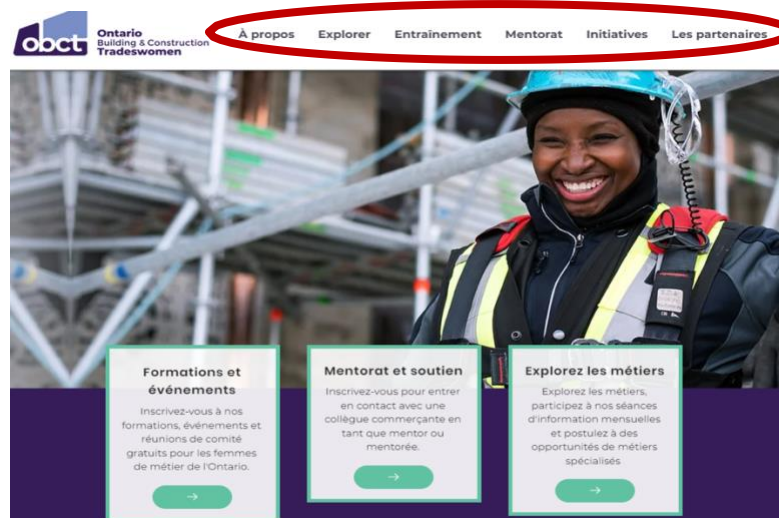 obct
Ontario
Building & Construction
Tradeswomen
À propos Explorer Entraînement Mentorat Initiatives Les partenaires
Formations et
événements
Inscrivez-vous à nos
formations, événements et
réunions de comité
gratuits pour les femmes
de métier de l'Ontario.
Mentorat et soutien
Inscrivez-vous pour entrer
en contact avec une
collègue commerçante en
tant que mentor ou
mentorée.
Explorez les métiers
Explorez les métiers,
participez à nos séances
d'information mensuelles
et postulez à des
opportunités de métiers
spécialisés